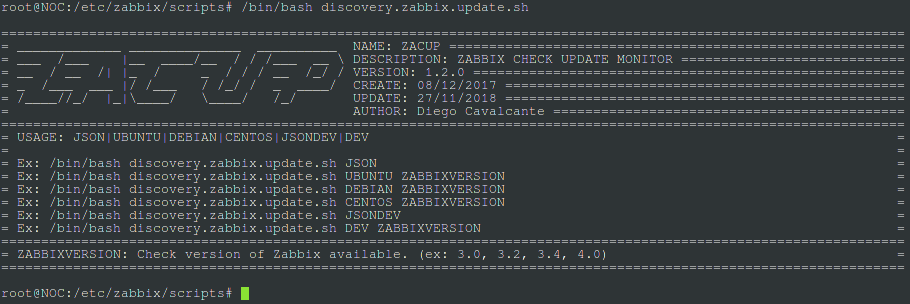 root@NOC:/etc/zabbix/scripts# /bin/bash discovery.zabbix.update.sh
NAME: ZACUP
DESCRIPTION: ZABBIX CHECK UPDATE MONITOR
VERSION: 1.2.0
CREATE: 08/12/2017
UPDATE: 27/11/2018
AUTHOR: Diego Cavalcante
= USAGE: JSON|UBUNTU|DEBIAN|CENTOS|JSONDEV|DEV =
= Ex: /bin/bash discovery.zabbix.update.sh JSON =
= Ex: /bin/bash discovery.zabbix.update.sh UBUNTU ZABBIXVERSION =
= Ex: /bin/bash discovery.zabbix.update.sh DEBIAN ZABBIXVERSION =
= Ex: /bin/bash discovery.zabbix.update.sh CENTOS ZABBIXVERSION =
= Ex: /bin/bash discovery.zabbix.update.sh JSONDEV =
= Ex: /bin/bash discovery.zabbix.update.sh DEV ZABBIXVERSION =
= ZABBIXVERSION: Check version of Zabbix available. (ex: 3.0, 3.2, 3.4, 4.0) =
root@NOC:/etc/zabbix/scripts#